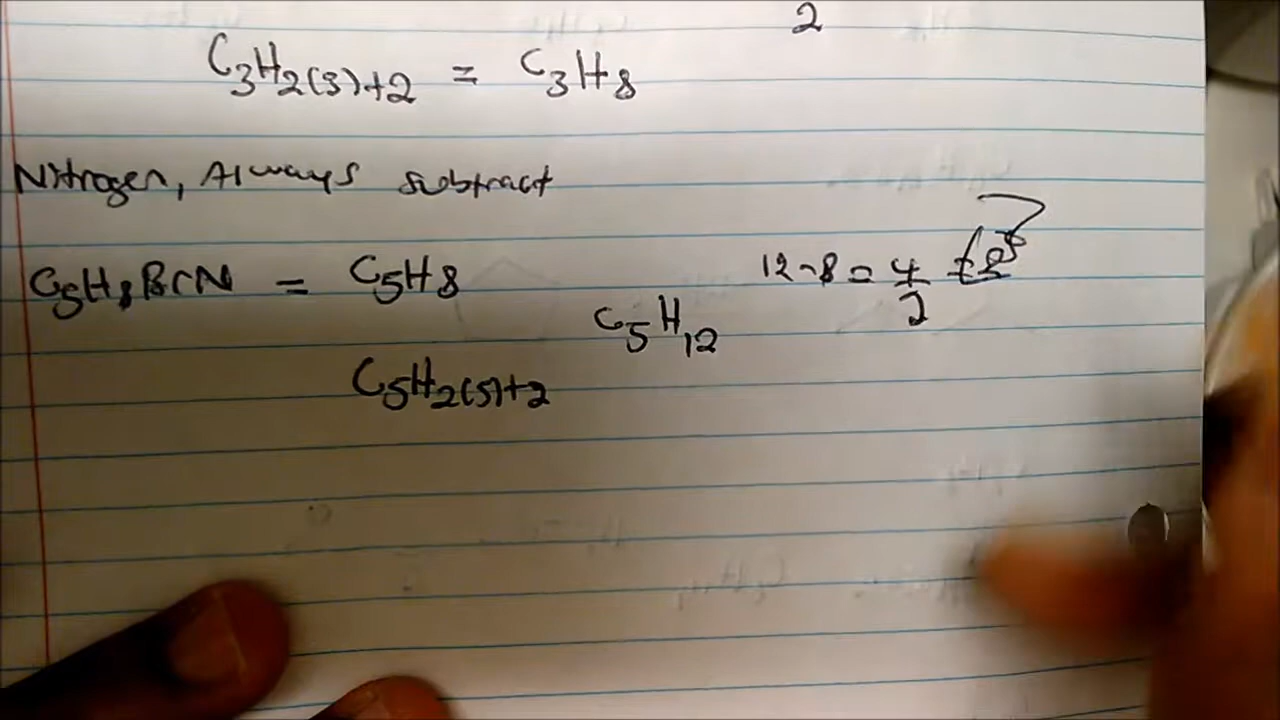 2
C3H2(3)+2 = C3H8
Nitrogen, Always subtract
C5H8BrN = C5H8
12-8 = 4
2
C5H12
C5H2(5)+2